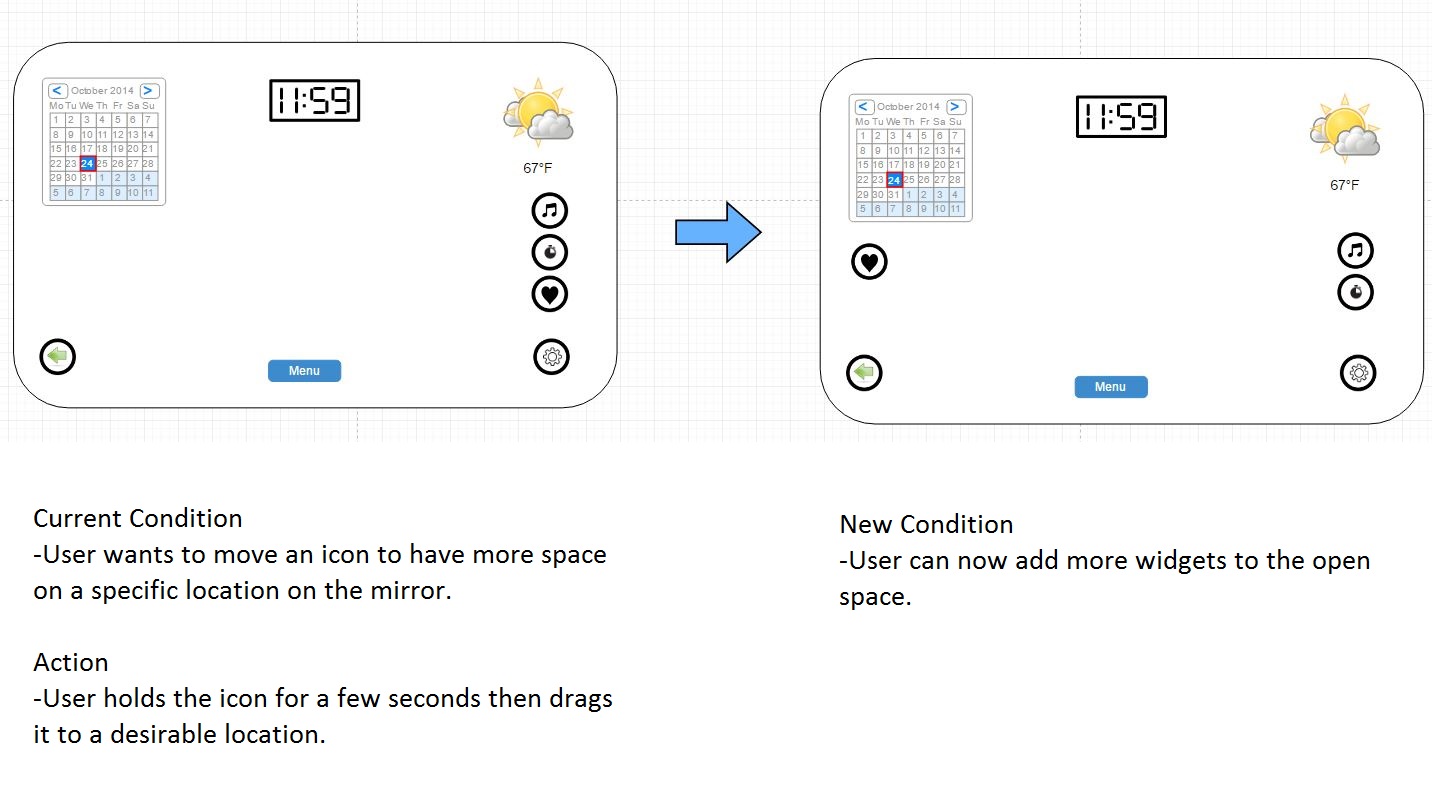 < October 2014 >
Mo Tu We Th Fr Sa Su
1 2 3 4 5 6 7
8 9 10 11 12 13 14
15 16 17 18 19 20 21
22 23 24 25 26 27 28
29 30 31 1 2 3 4
5 6 7 8 9 10 11
11:59
67°F
Menu
< October 2014 >
Mo Tu We Th Fr Sa Su
1 2 3 4 5 6 7
8 9 10 11 12 13 14
15 16 17 18 19 20 21
22 23 24 25 26 27 28
29 30 31 1 2 3 4
5 6 7 8 9 10 11
11:59
67°F
Menu
Current Condition
-User wants to move an icon to have more space
on a specific location on the mirror.
Action
-User holds the icon for a few seconds then drags
it to a desirable location.
New Condition
-User can now add more widgets to the open
space.